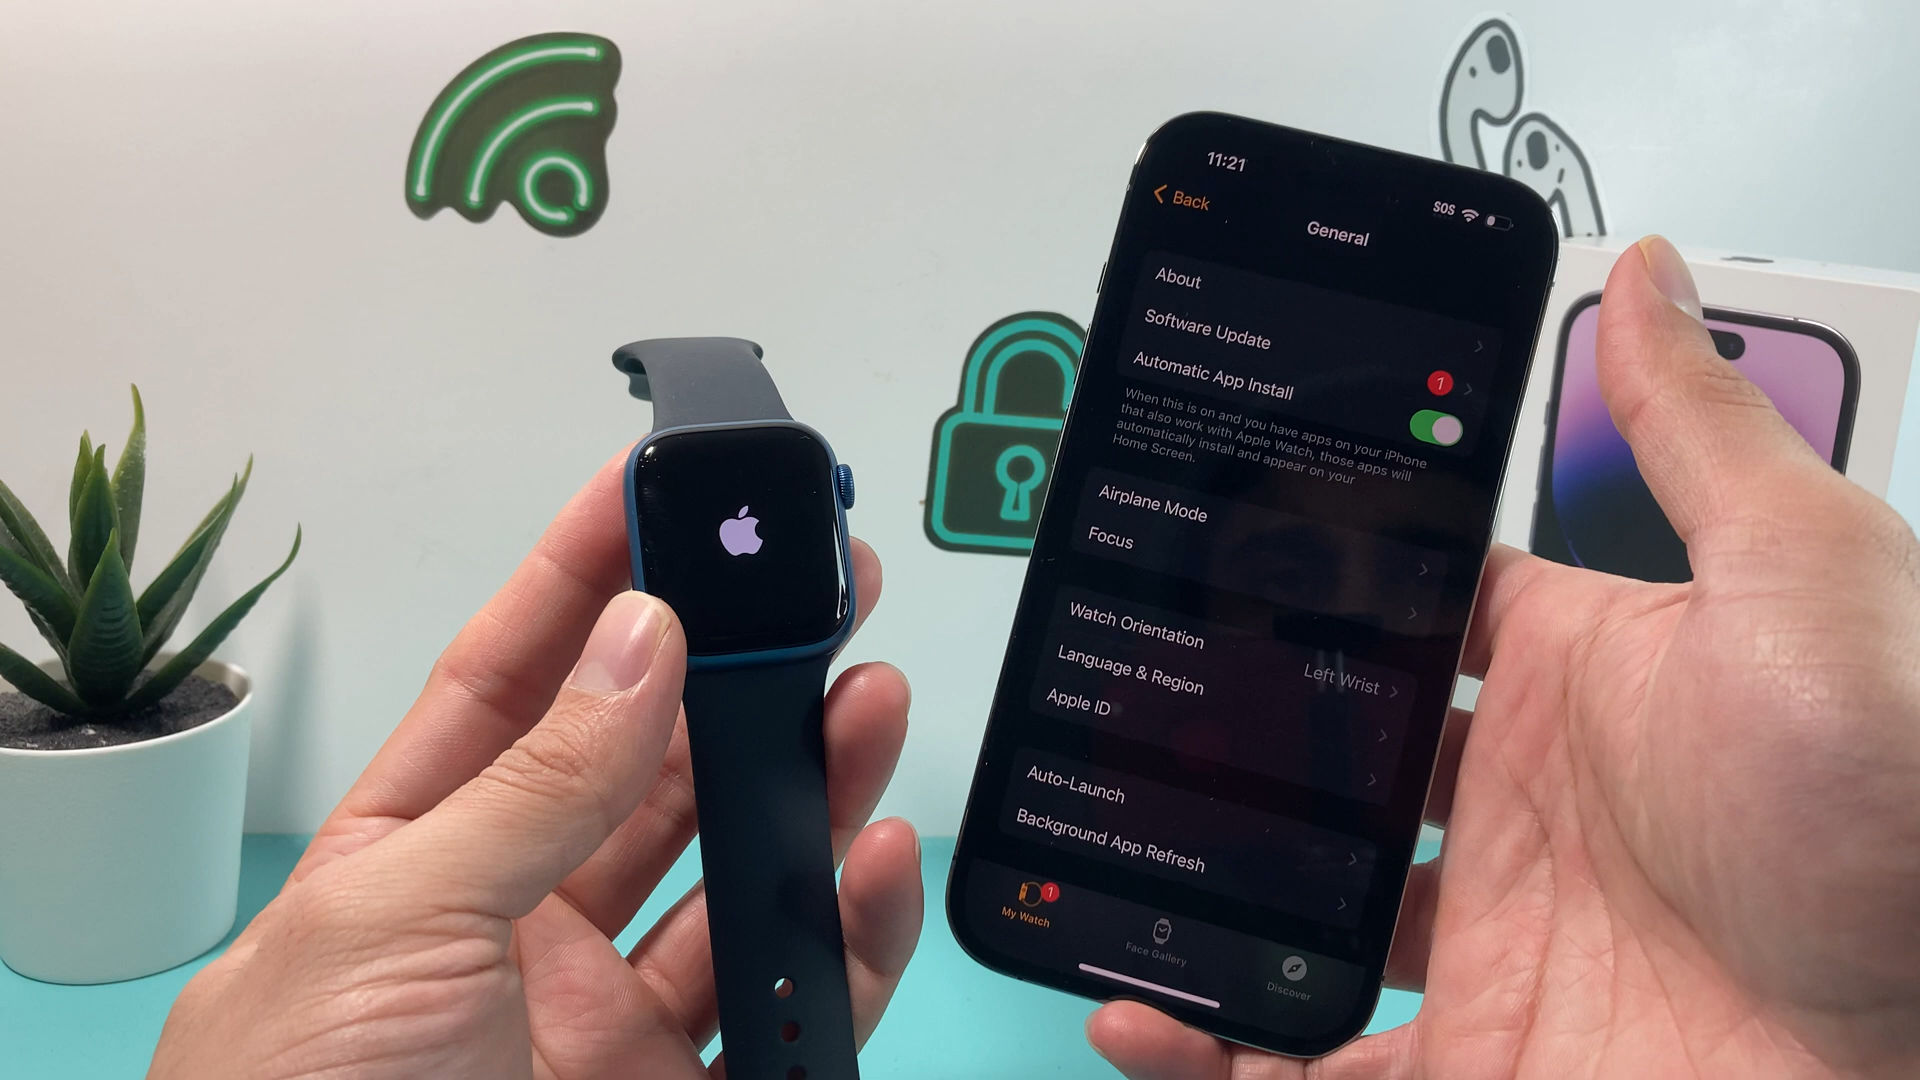 11:21
SOS
Back
General
About
Software Update
1
Automatic App Install
When this is on and you have apps on your iPhone
that also work with Apple Watch, those apps will
automatically install and appear on your
Home Screen.
Airplane Mode
Focus
Watch Orientation
Left Wrist
Language & Region
Apple ID
Auto-Launch
Background App Refresh
1
My Watch
Face Gallery
Discover